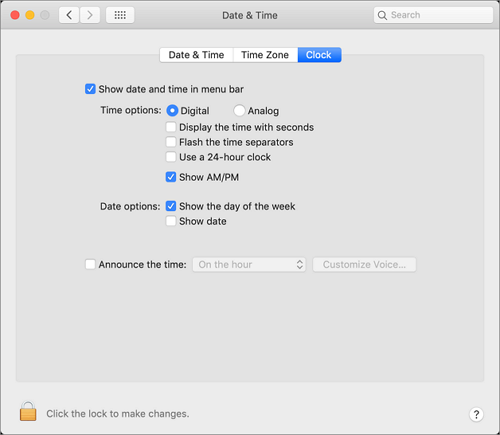 Date & Time
Search
Date & Time Time Zone Clock
Show date and time in menu bar
Time options: Digital Analog
Display the time with seconds
Flash the time separators
Use a 24-hour clock
Show AM/PM
Date options: Show the day of the week
Show date
Announce the time: On the hour Customize Voice...
Click the lock to make changes. ?